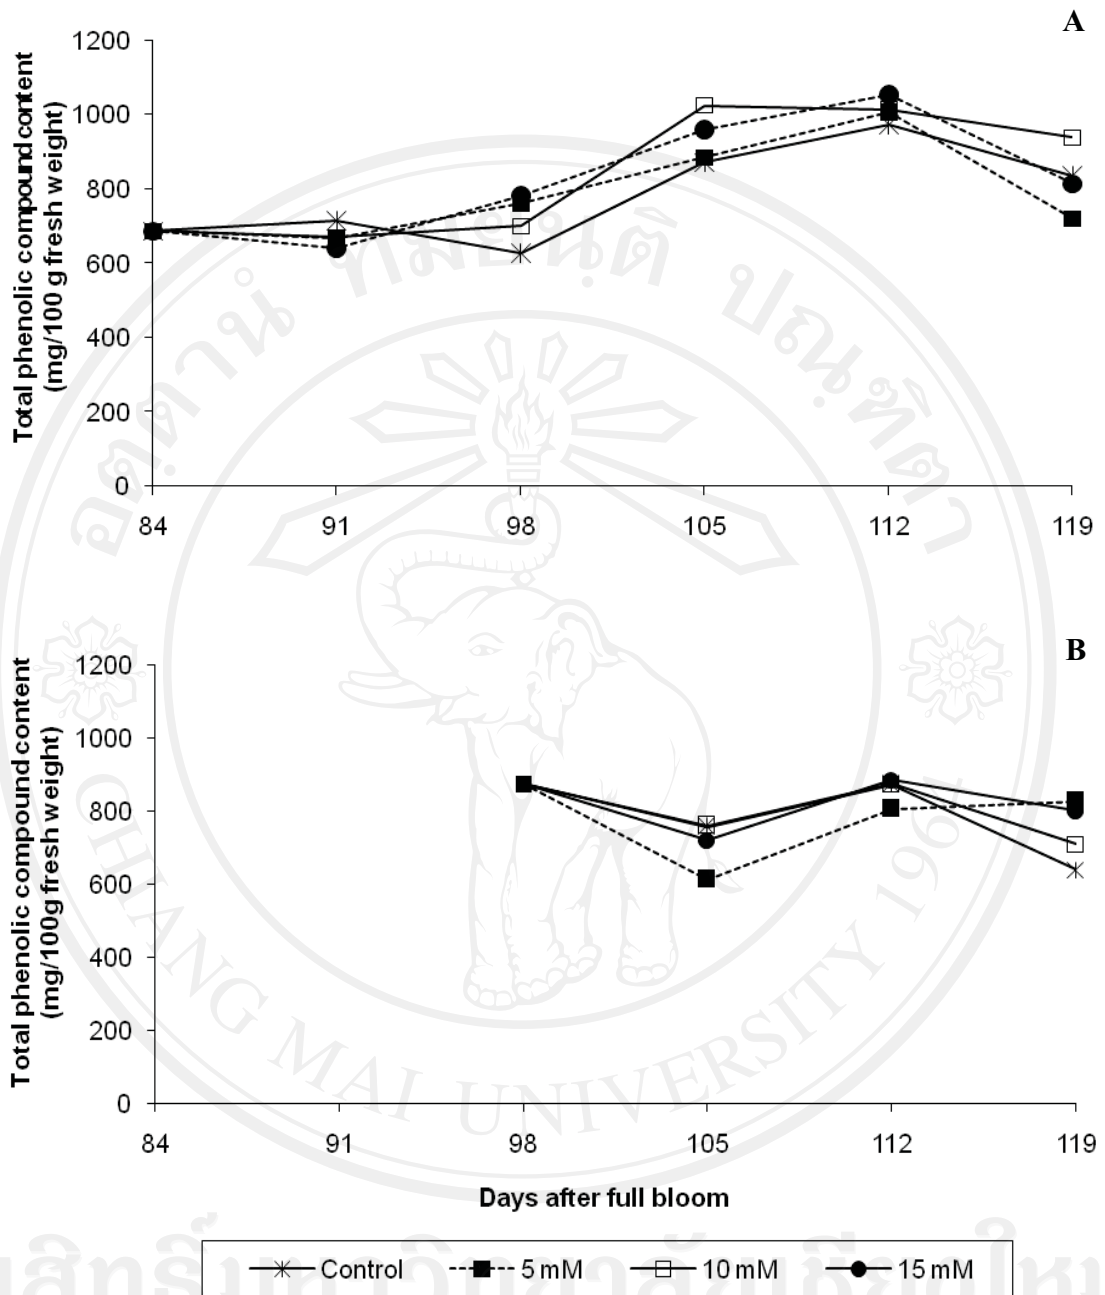 A
Total phenolic compound content
(mg/100 g fresh weight)
1200
1000
800
600
400
200
0
84 91 98 105 112 119
B
Total phenolic compound content
(mg/100g fresh weight)
1200
1000
800
600
400
200
0
84 91 98 105 112 119
Days after full bloom
Control 5 mM 10 mM 15 mM
CHIANG MAI UNIVERSITY 1964